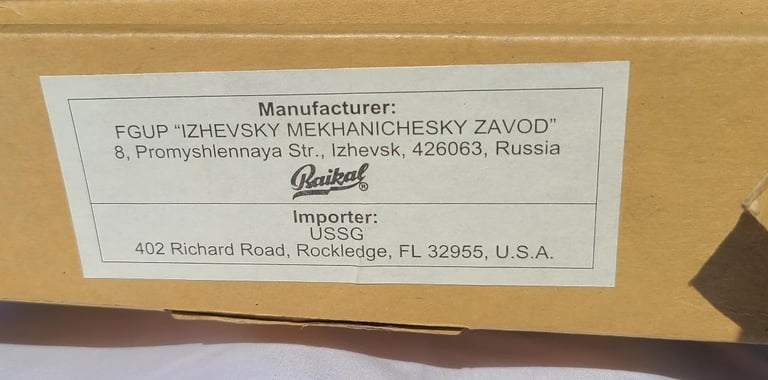 Manufacturer:
FGUP “IZHEVSKY MEKHANICHESKY ZAVOD”
8, Promyshlennaya Str., Izhevsk, 426063, Russia
Baikal®
Importer:
USSG
402 Richard Road, Rockledge, FL 32955, U.S.A.